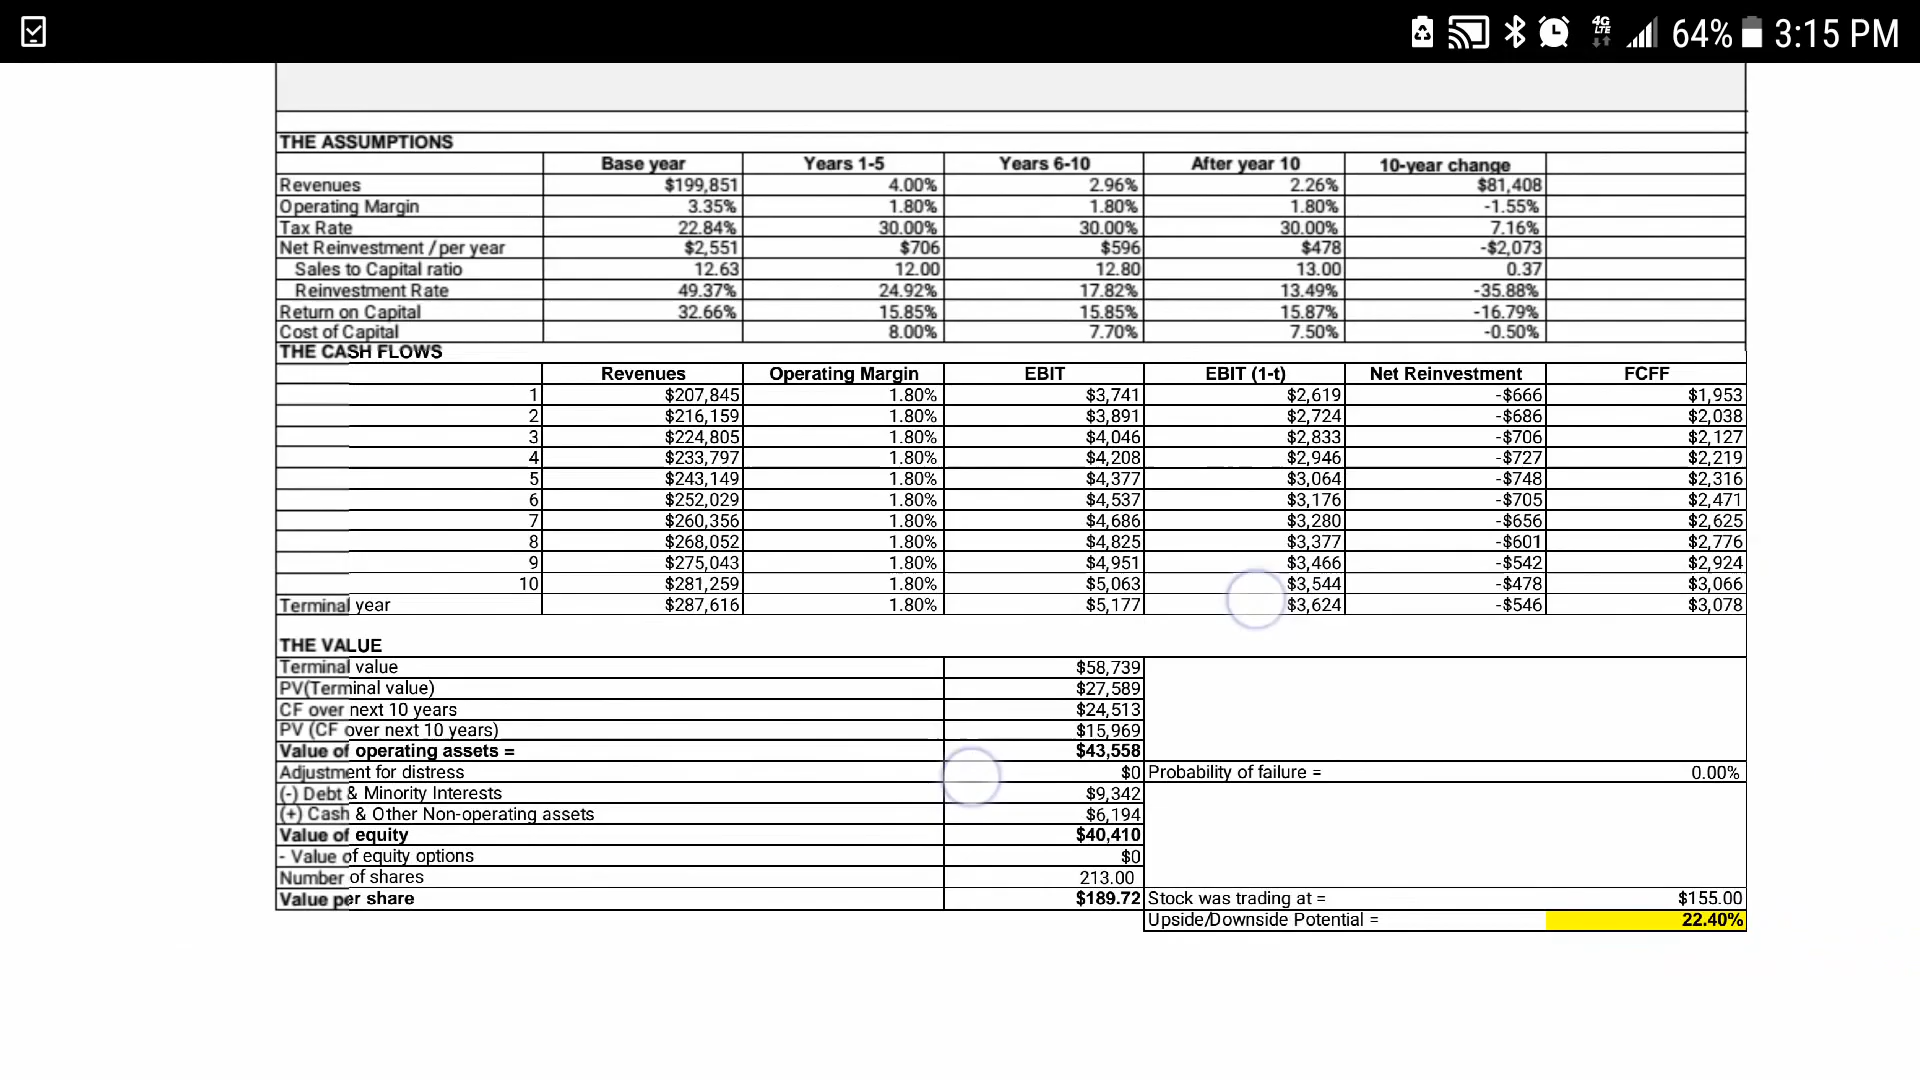 4G LTE 64% 3:15 PM
THE ASSUMPTIONS
Base year Years 1-5 Years 6-10 After year 10 10-year change
Revenues $199,851 4.00% 2.96% 2.26% $81,408
Operating Margin 3.35% 1.80% 1.80% 1.80% -1.55%
Tax Rate 22.84% 30.00% 30.00% 30.00% 7.16%
Net Reinvestment / per year $2,551 $706 $596 $478 -$2,073
Sales to Capital ratio 12.63 12.00 12.80 13.00 0.37
Reinvestment Rate 49.37% 24.92% 17.82% 13.49% -35.88%
Return on Capital 32.66% 15.85% 15.85% 15.87% -16.79%
Cost of Capital 8.00% 7.70% 7.50% -0.50%
THE CASH FLOWS
Revenues Operating Margin EBIT EBIT (1-t) Net Reinvestment FCFF
1 $207,845 1.80% $3,741 $2,619 -$666 $1,953
2 $216,159 1.80% $3,891 $2,724 -$686 $2,038
3 $224,805 1.80% $4,046 $2,833 -$706 $2,127
4 $233,797 1.80% $4,208 $2,946 -$727 $2,219
5 $243,149 1.80% $4,377 $3,064 -$748 $2,316
6 $252,029 1.80% $4,537 $3,176 -$705 $2,471
7 $260,356 1.80% $4,686 $3,280 -$656 $2,625
8 $268,052 1.80% $4,825 $3,377 -$601 $2,776
9 $275,043 1.80% $4,951 $3,466 -$542 $2,924
10 $281,259 1.80% $5,063 $3,544 -$478 $3,066
Terminal year $287,616 1.80% $5,177 $3,624 -$546 $3,078
THE VALUE
Terminal value $58,739
PV(Terminal value) $27,589
CF over next 10 years $24,513
PV (CF over next 10 years) $15,969
Value of operating assets = $43,558
Adjustment for distress $0 Probability of failure = 0.00%
(-) Debt & Minority Interests $9,342
(+) Cash & Other Non-operating assets $6,194
Value of equity $40,410
- Value of equity options $0
Number of shares 213.00
Value per share $189.72 Stock was trading at = $155.00
Upside/Downside Potential = 22.40%